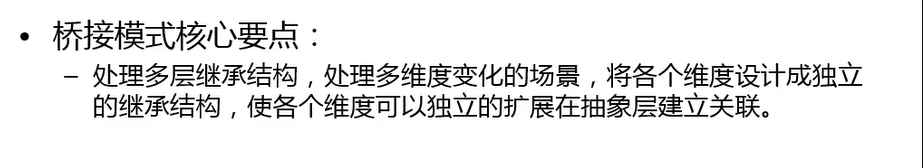 • 桥接模式核心要点：
– 处理多层继承结构，处理多维度变化的场景，将各个维度设计成独立
的继承结构，使各个维度可以独立的扩展在抽象层建立关联。